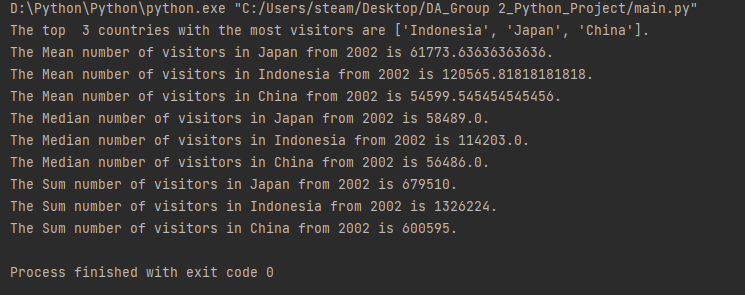 D:\Python\Python\python.exe "C:/Users/steam/Desktop/DA_Group 2_Python_Project/main.py"
The top  3 countries with the most visitors are ['Indonesia', 'Japan', 'China'].
The Mean number of visitors in Japan from 2002 is 61773.63636363636.
The Mean number of visitors in Indonesia from 2002 is 120565.81818181818.
The Mean number of visitors in China from 2002 is 54599.545454545456.
The Median number of visitors in Japan from 2002 is 58489.0.
The Median number of visitors in Indonesia from 2002 is 114203.0.
The Median number of visitors in China from 2002 is 56486.0.
The Sum number of visitors in Japan from 2002 is 679510.
The Sum number of visitors in Indonesia from 2002 is 1326224.
The Sum number of visitors in China from 2002 is 600595.
Process finished with exit code 0